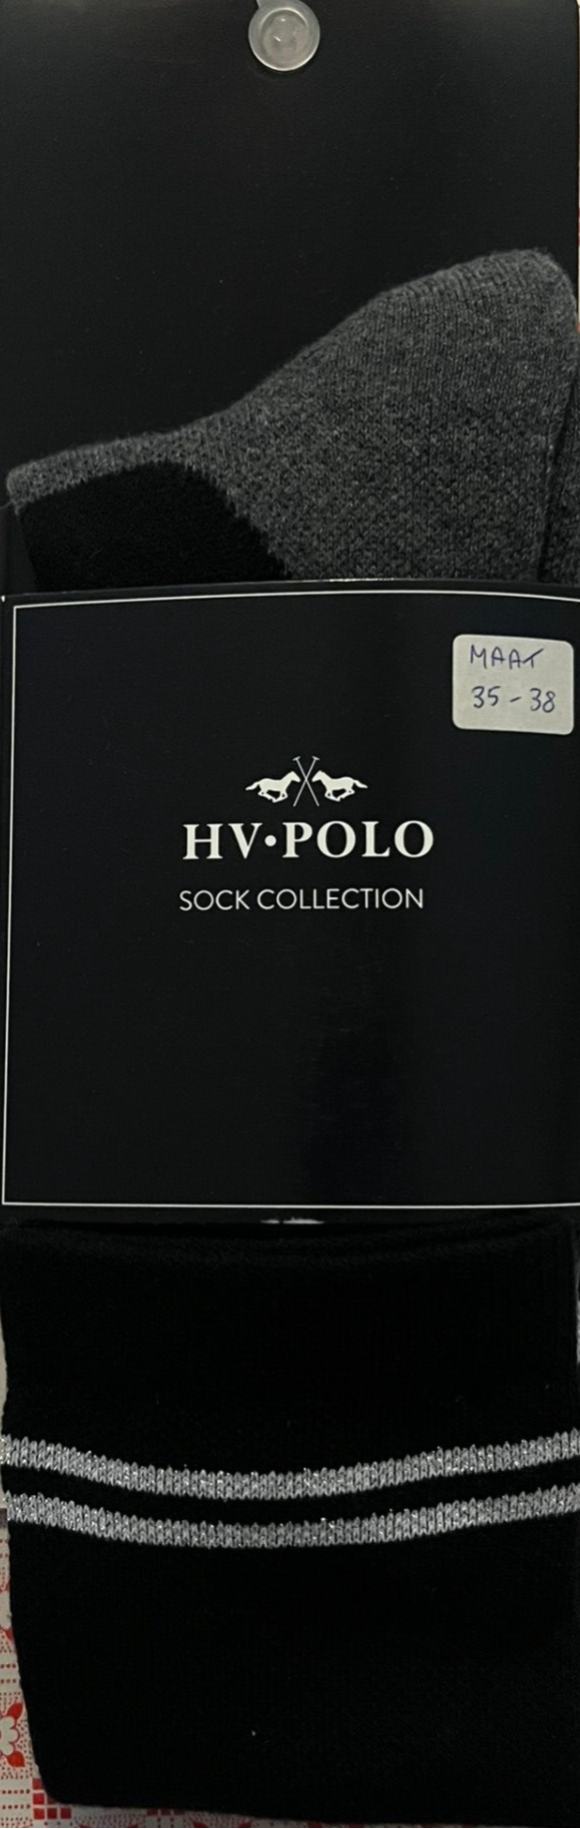 MAAT
35 - 38
HV•POLO
SOCK COLLECTION